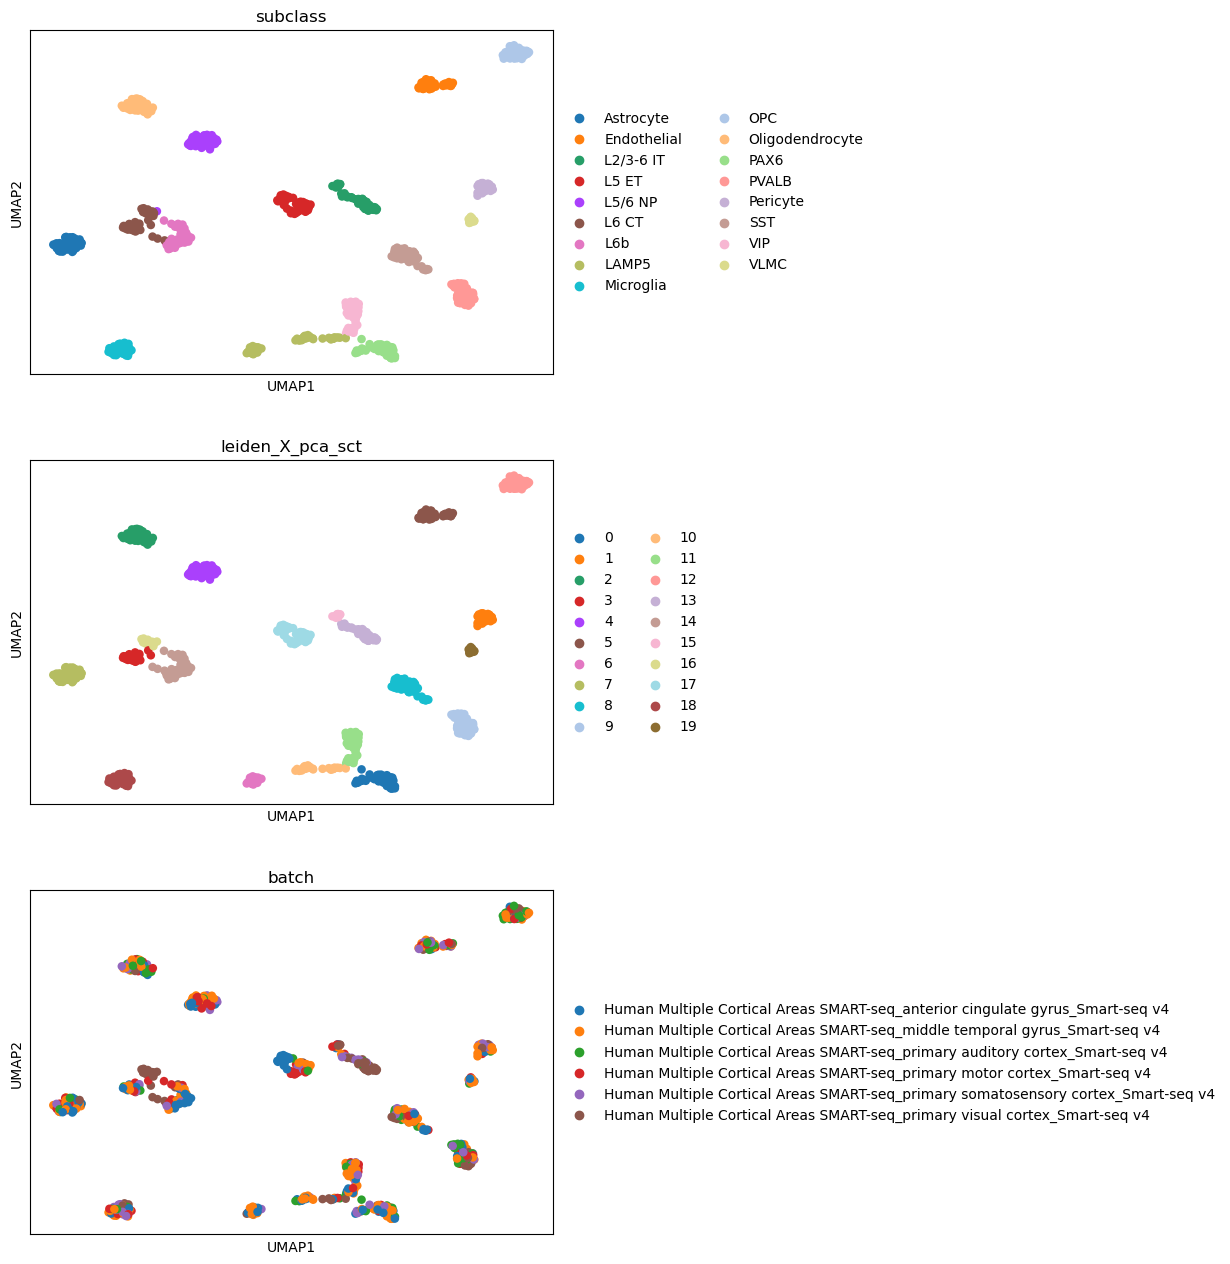 subclass
UMAP2
UMAP1
Astrocyte
Endothelial
L2/3-6 IT
L5 ET
L5/6 NP
L6 CT
L6b
LAMP5
Microglia
OPC
Oligodendrocyte
PAX6
PVALB
Pericyte
SST
VIP
VLMC
leiden_X_pca_sct
UMAP2
UMAP1
0
1
2
3
4
5
6
7
8
9
10
11
12
13
14
15
16
17
18
19
batch
UMAP2
UMAP1
Human Multiple Cortical Areas SMART-seq_anterior cingulate gyrus_Smart-seq v4
Human Multiple Cortical Areas SMART-seq_middle temporal gyrus_Smart-seq v4
Human Multiple Cortical Areas SMART-seq_primary auditory cortex_Smart-seq v4
Human Multiple Cortical Areas SMART-seq_primary motor cortex_Smart-seq v4
Human Multiple Cortical Areas SMART-seq_primary somatosensory cortex_Smart-seq v4
Human Multiple Cortical Areas SMART-seq_primary visual cortex_Smart-seq v4